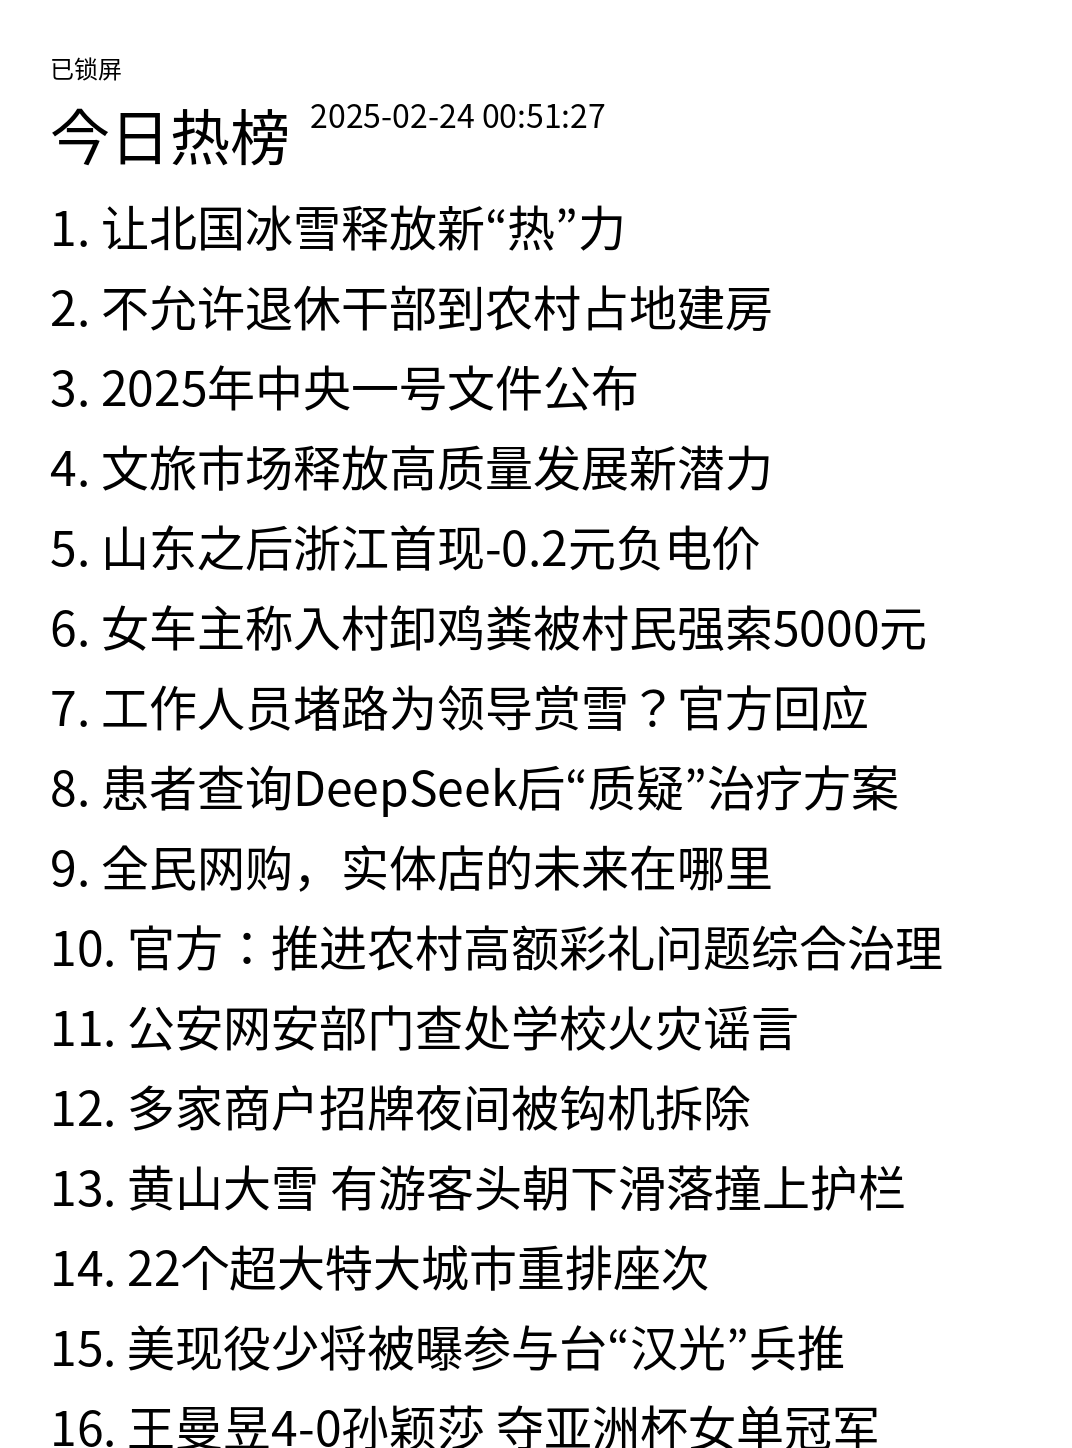 已锁屏
今日热榜 2025-02-24 00:51:27
1. 让北国冰雪释放新“热”力
2. 不允许退休干部到农村占地建房
3. 2025年中央一号文件公布
4. 文旅市场释放高质量发展新潜力
5. 山东之后浙江首现-0.2元负电价
6. 女车主称入村卸鸡粪被村民强索5000元
7. 工作人员堵路为领导赏雪？官方回应
8. 患者查询DeepSeek后“质疑”治疗方案
9. 全民网购，实体店的未来在哪里
10. 官方：推进农村高额彩礼问题综合治理
11. 公安网安部门查处学校火灾谣言
12. 多家商户招牌夜间被钩机拆除
13. 黄山大雪 有游客头朝下滑落撞上护栏
14. 22个超大特大城市重排座次
15. 美现役少将被曝参与台“汉光”兵推
16. 王曼昱4-0孙颖莎 夺亚洲杯女单冠军